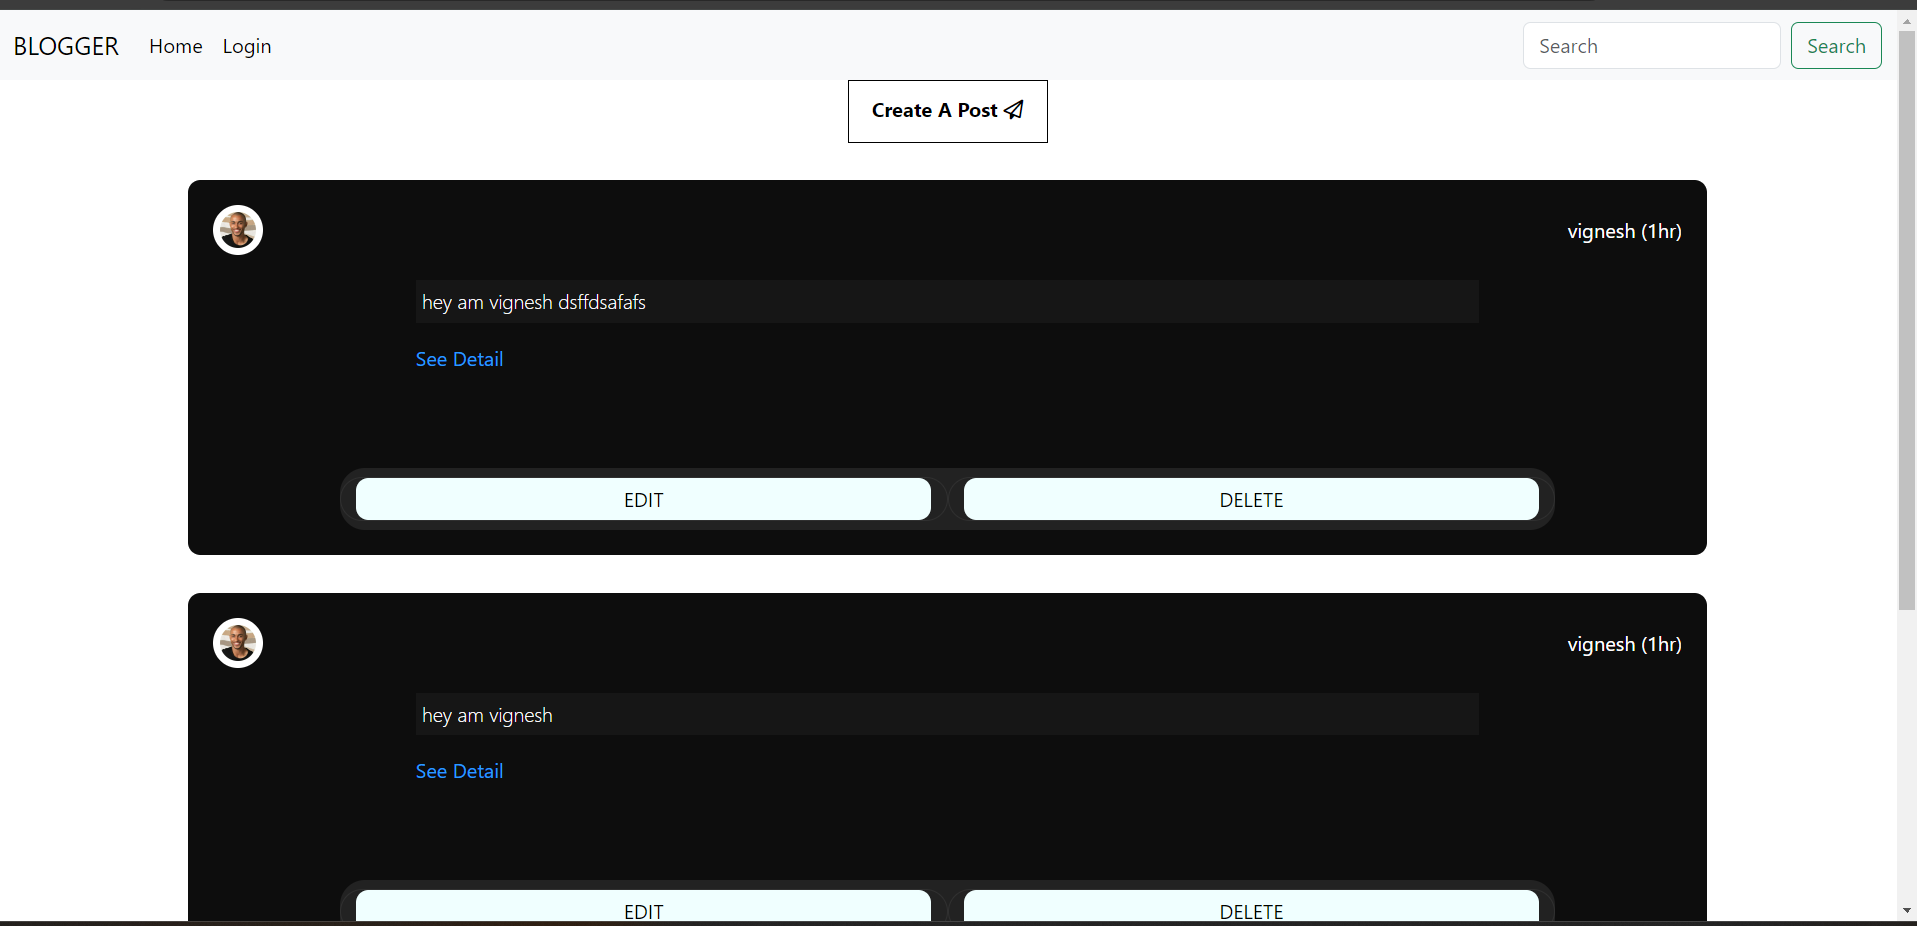 BLOGGER Home Login Search Search
Create A Post
vignesh (1hr)
hey am vignesh dsffdsafafs
See Detail
EDIT DELETE
vignesh (1hr)
hey am vignesh
See Detail
EDIT DELETE